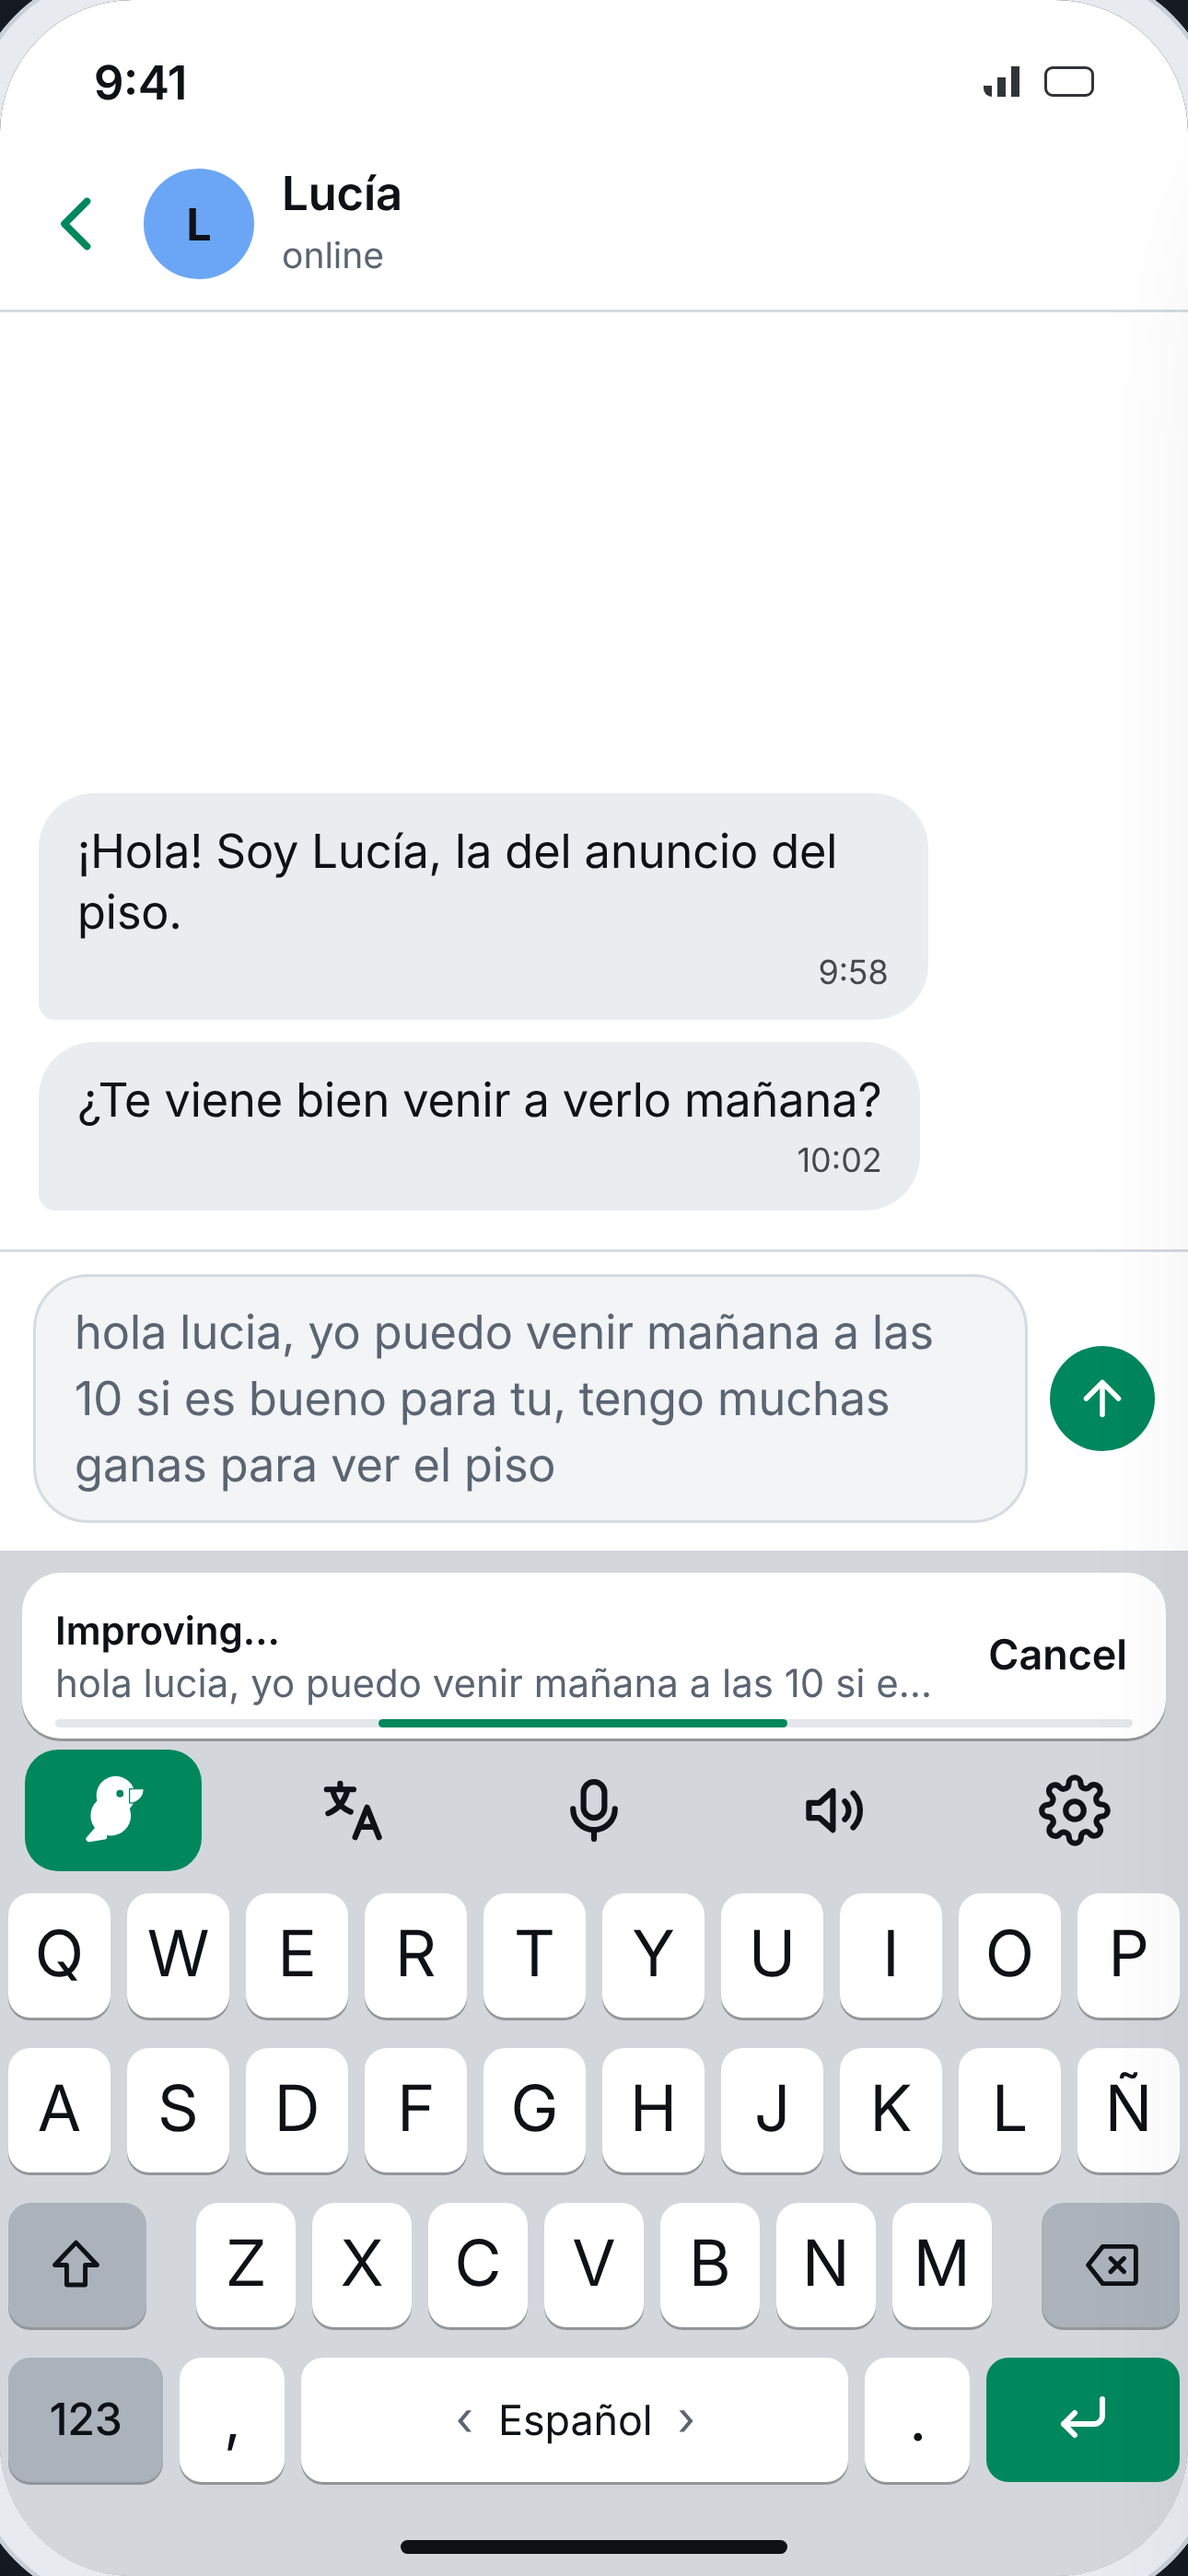 9:41
L
Lucía
online
¡Hola! Soy Lucía, la del anuncio del
piso.
9:58
¿Te viene bien venir a verlo mañana?
10:02
hola lucia, yo puedo venir mañana a las
10 si es bueno para tu, tengo muchas
ganas para ver el piso
Improving...
hola lucia, yo puedo venir mañana a las 10 si e...
Cancel
Q W E R T Y U I O P
A S D F G H J K L Ñ
Z X C V B N M
123 , ‹ Español › .